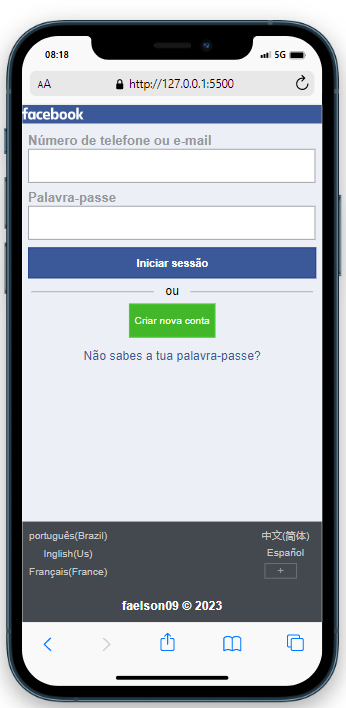 08:18 5G
AA http://127.0.0.1:5500
facebook
Número de telefone ou e-mail
Palavra-passe
Iniciar sessão
ou
Criar nova conta
Não sabes a tua palavra-passe?
português(Brazil) 中文(简体)
Inglish(Us) Español
Français(France) +
faelson09 © 2023